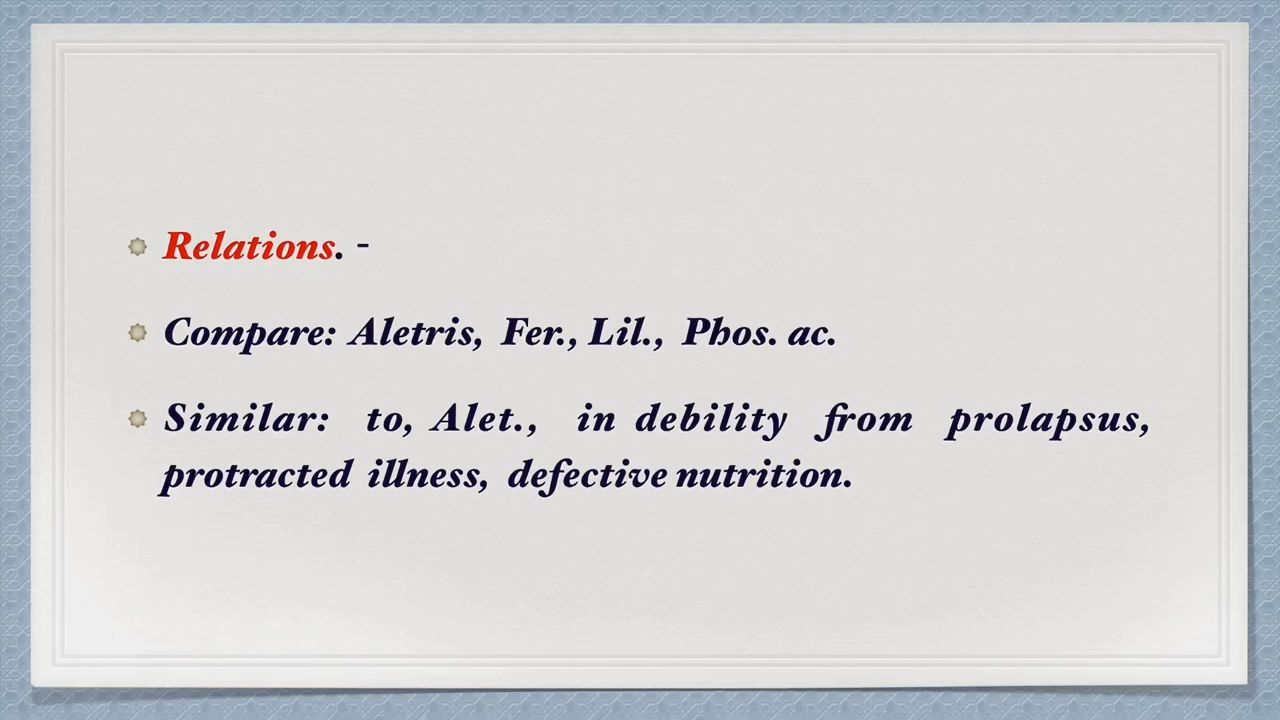 Relations. -
Compare: Aletris, Fer., Lil., Phos. ac.
Similar: to, Alet., in debility from prolapsus,
protracted illness, defective nutrition.